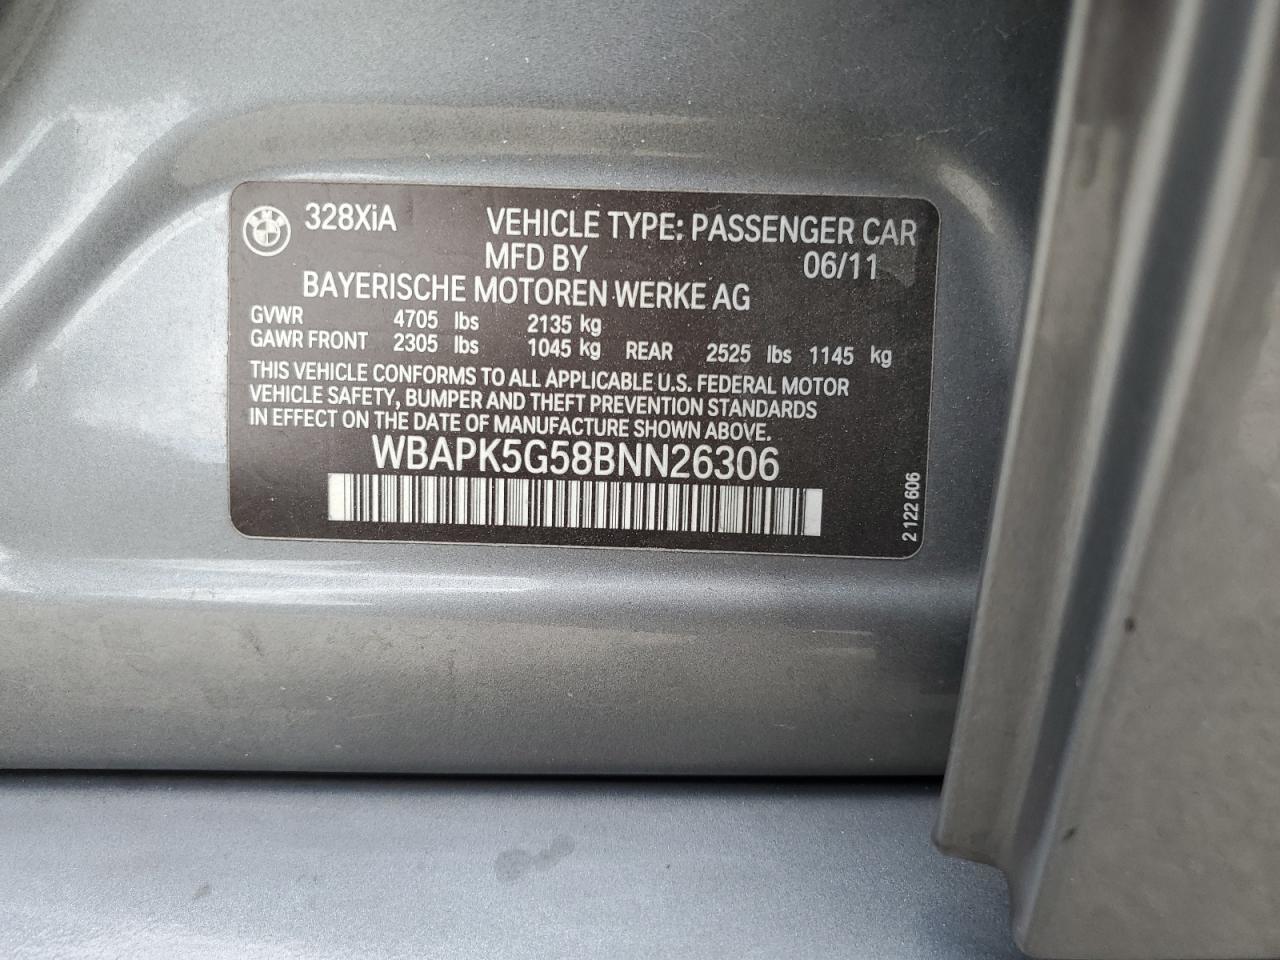 328XiA VEHICLE TYPE: PASSENGER CAR
MFD BY 06/11
BAYERISCHE MOTOREN WERKE AG
GVWR 4705 lbs 2135 kg
GAWR FRONT 2305 lbs 1045 kg REAR 2525 lbs 1145 kg
THIS VEHICLE CONFORMS TO ALL APPLICABLE U.S. FEDERAL MOTOR
VEHICLE SAFETY, BUMPER AND THEFT PREVENTION STANDARDS
IN EFFECT ON THE DATE OF MANUFACTURE SHOWN ABOVE.
WBAPK5G58BNN26306
2 122 606